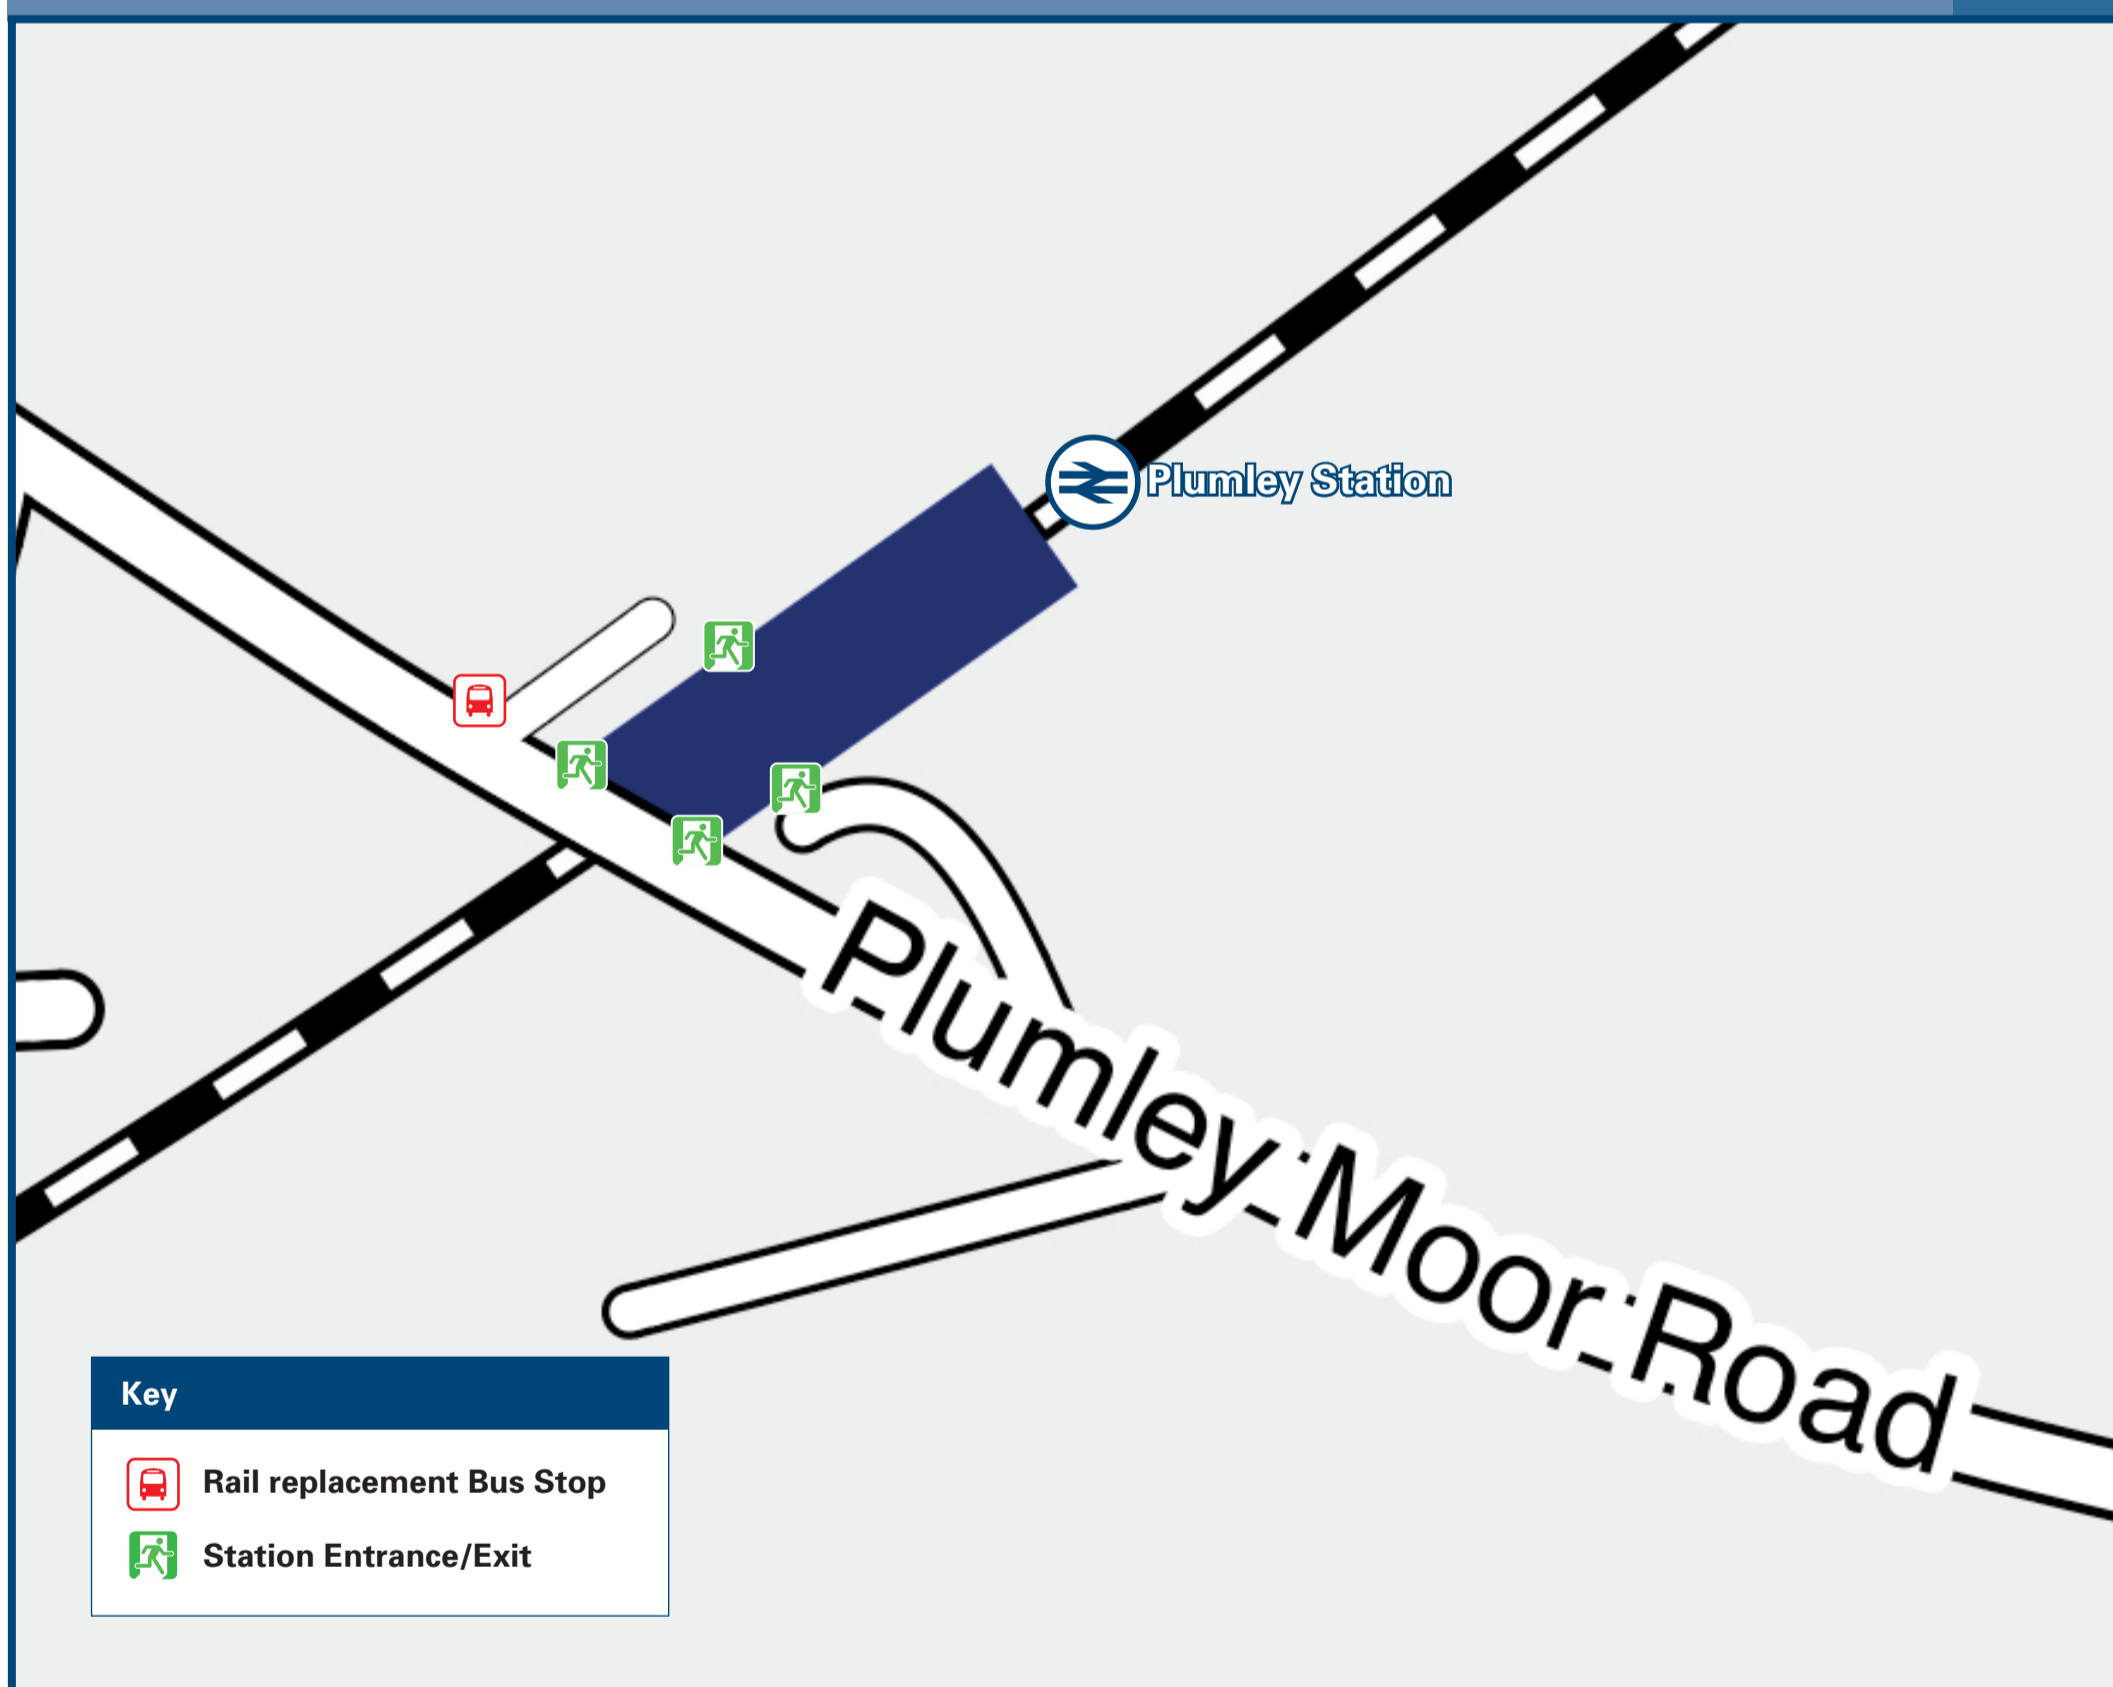 Plumley Station
Plumley Moor Road
Key
Rail replacement Bus Stop
Station Entrance/Exit